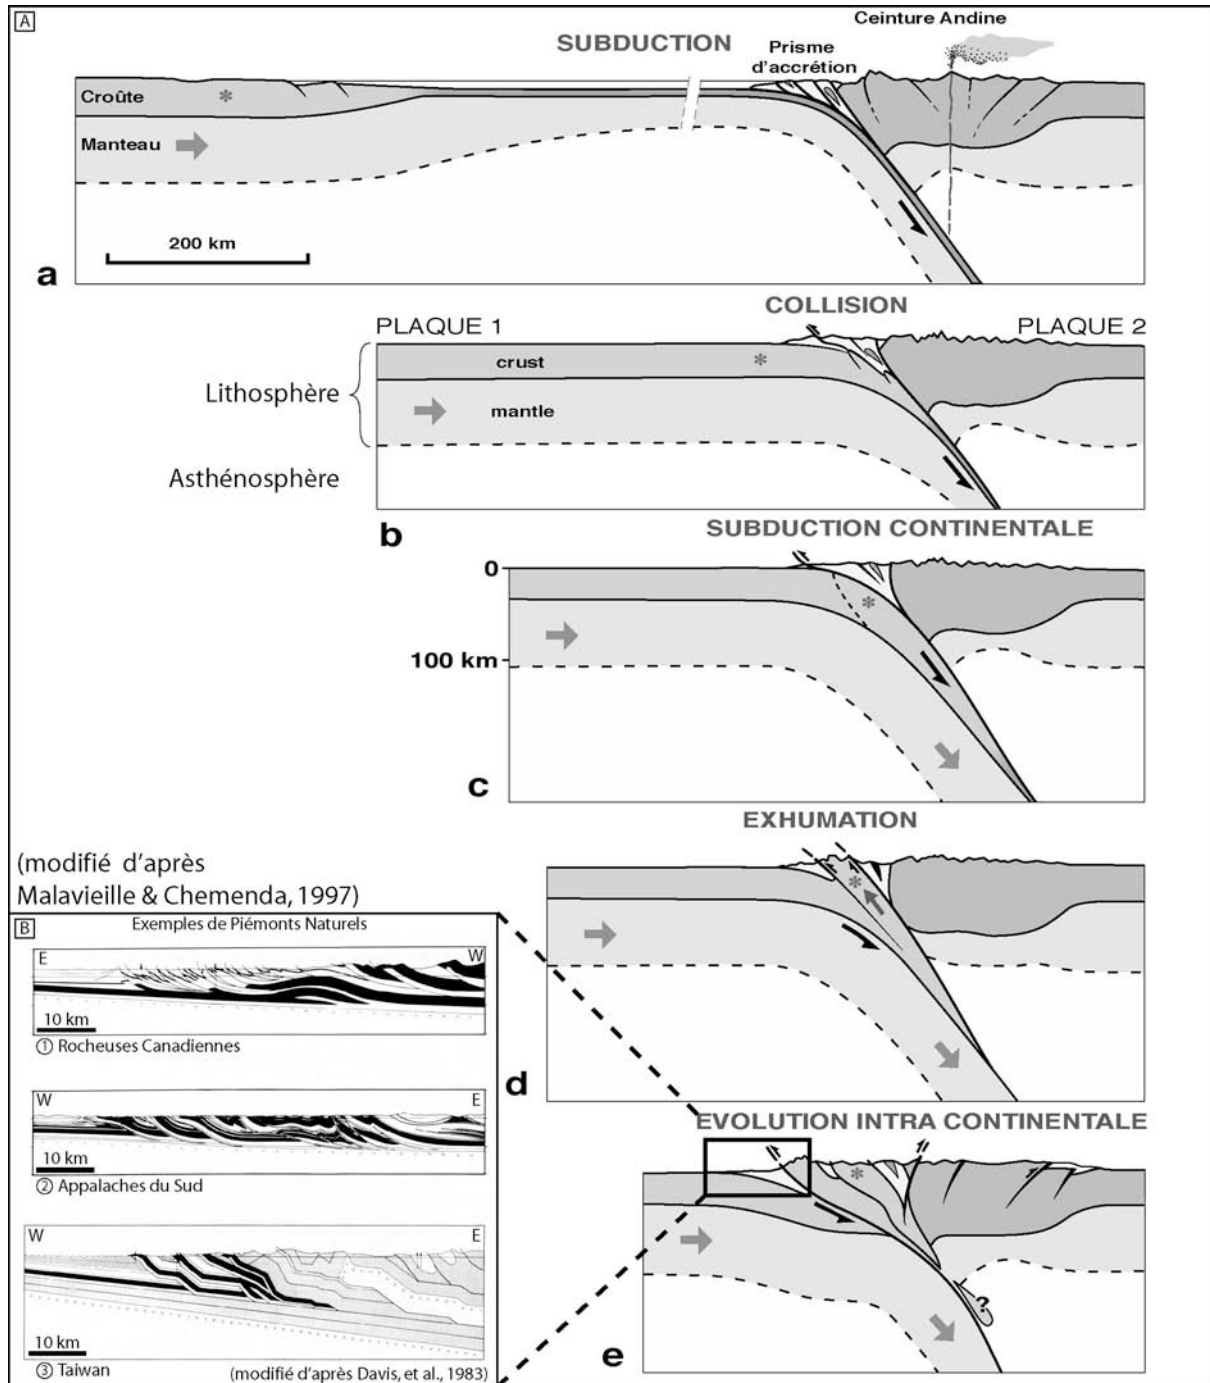 A
SUBDUCTION
Ceinture Andine
Prisme
d'accrétion
Croûte
*
Manteau
200 km
a
COLLISION
PLAQUE 1
PLAQUE 2
crust
*
Lithosphère
mantle
Asthénosphère
b
SUBDUCTION CONTINENTALE
0
*
100 km
c
EXHUMATION
*
d
(modifié d'après
Malavieille & Chemenda, 1997)
B
Exemples de Piémonts Naturels
E
W
10 km
① Rocheuses Canadiennes
W
E
10 km
② Appalaches du Sud
W
E
10 km
③ Taiwan
(modifié d'après Davis, et al., 1983)
EVOLUTION INTRA CONTINENTALE
*
?
e